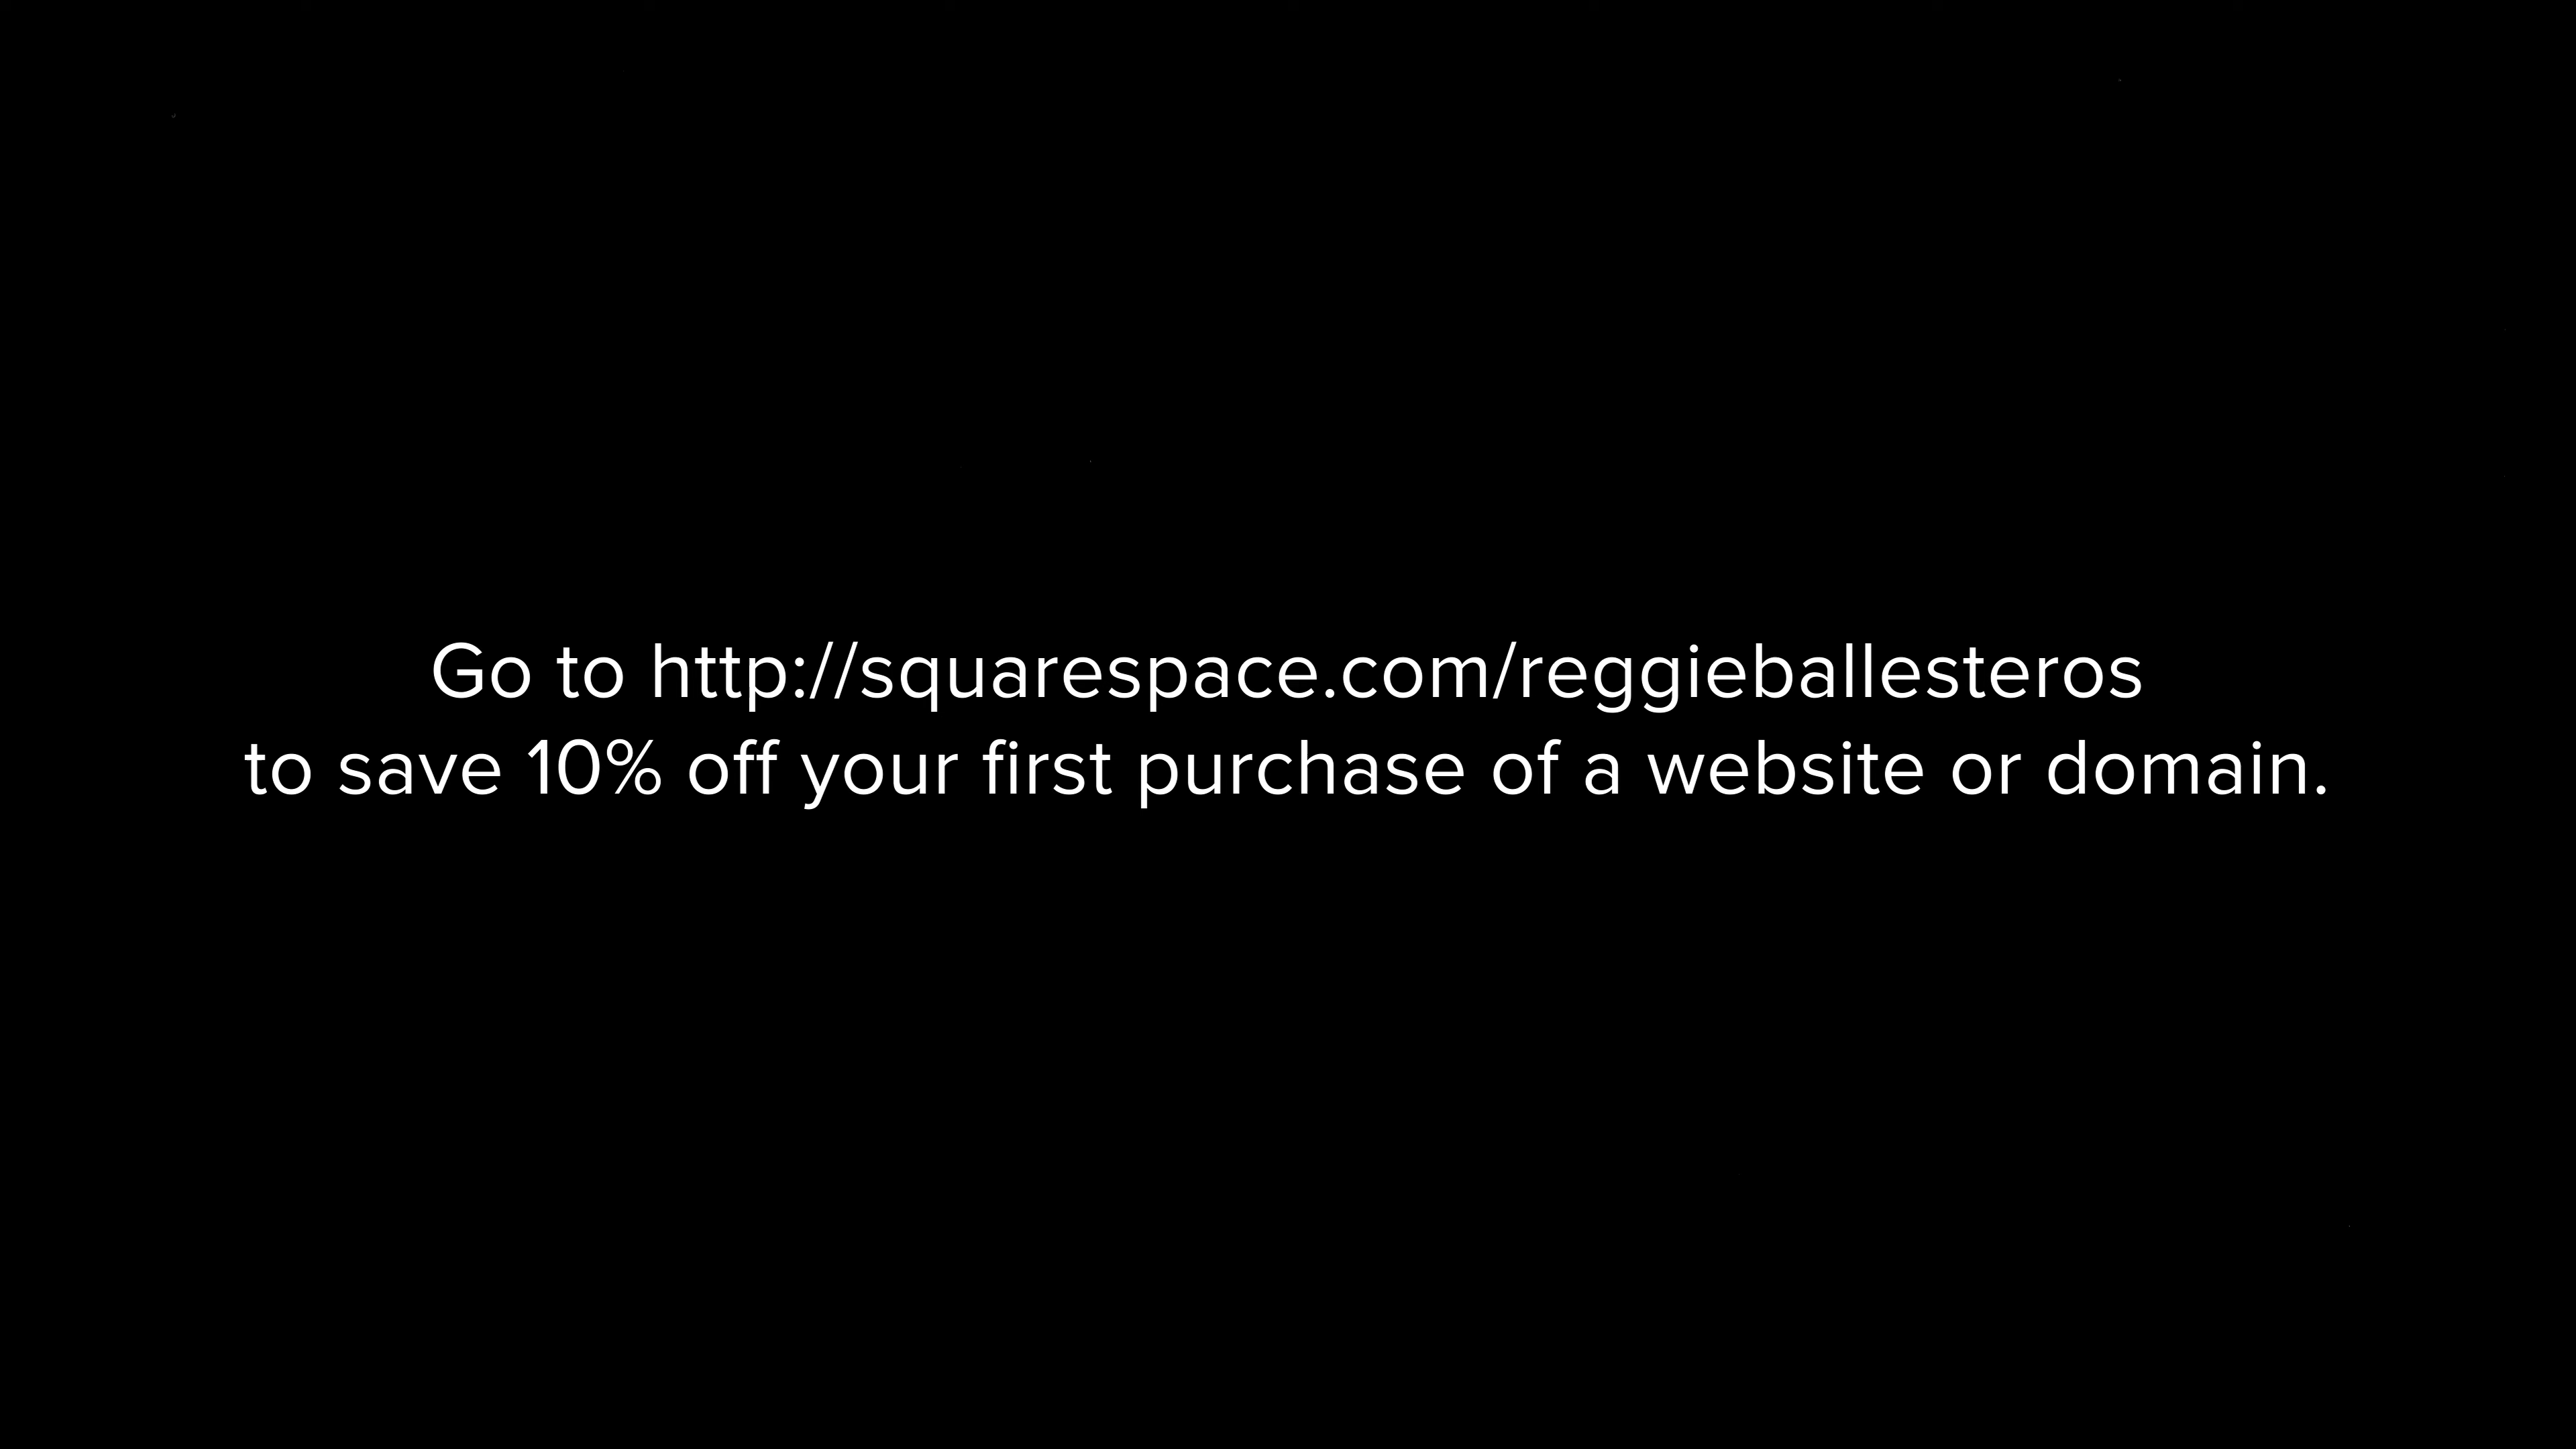 Go to http://squarespace.com/reggieballesteros
to save 10% off your first purchase of a website or domain.